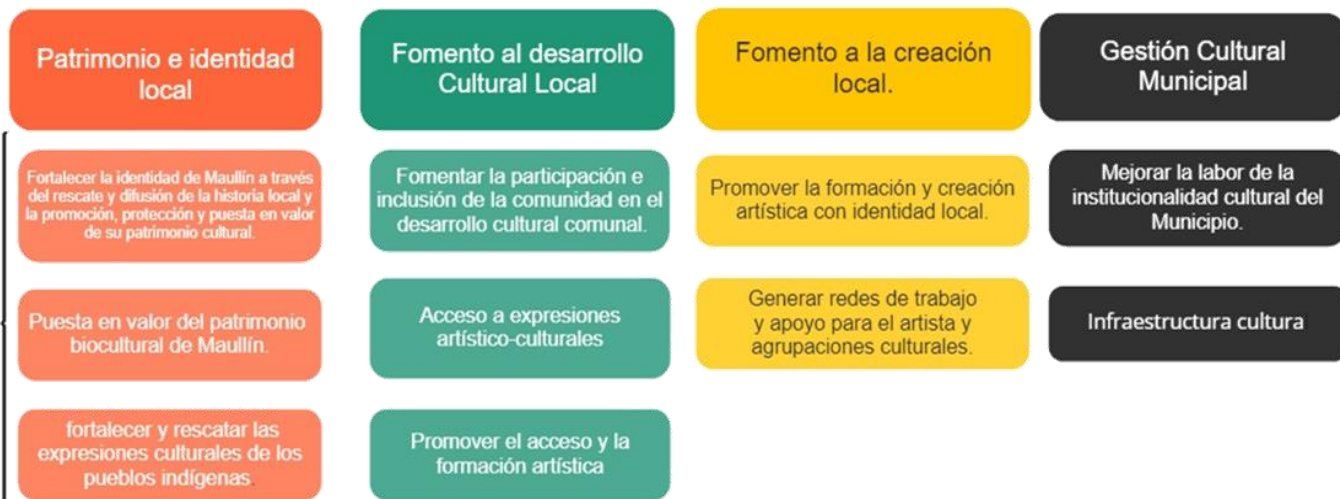 Patrimonio e identidad
local
Fortalecer la identidad de Maullín a través
del rescate y difusión de la historia local y
la promoción, protección y puesta en valor
de su patrimonio cultural.
Puesta en valor del patrimonio
biocultural de Maullín.
fortalecer y rescatar las
expresiones culturales de los
pueblos indígenas.
Fomento al desarrollo
Cultural Local
Fomentar la participación e
inclusión de la comunidad en el
desarrollo cultural comunal.
Acceso a expresiones
artístico-culturales
Promover el acceso y la
formación artística
Fomento a la creación
local.
Promover la formación y creación
artística con identidad local.
Generar redes de trabajo
y apoyo para el artista y
agrupaciones culturales.
Gestión Cultural
Municipal
Mejorar la labor de la
institucionalidad cultural del
Municipio.
Infraestructura cultura